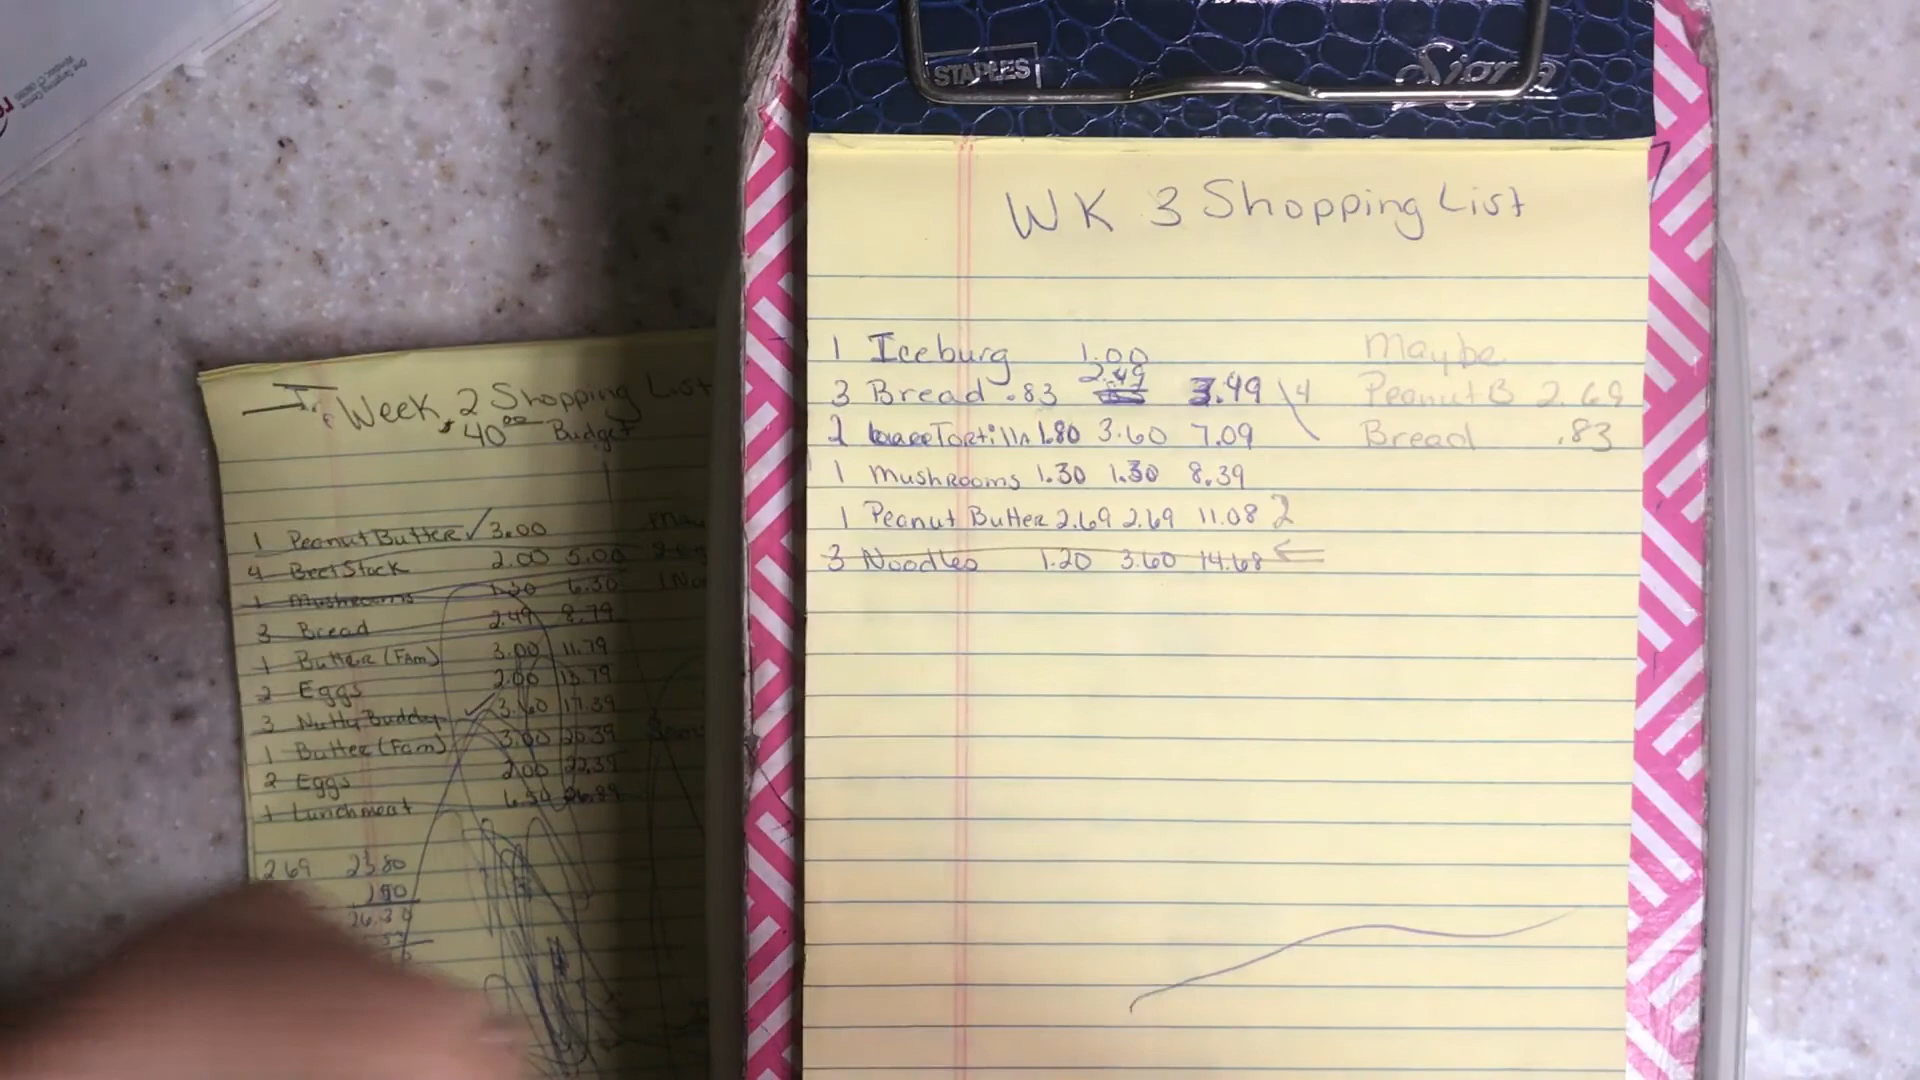 STAPLES
Sigma
WK 3 Shopping List
1 Iceburg 1.00
3 Bread .83 2.49 3.49 4
2 Tortilla 1.80 3.60 7.09
1 Mushrooms 1.30 1.30 8.39
1 Peanut Butter 2.69 2.69 11.08 2
3 Noodles 1.20 3.60 14.68
Maybe
Peanut B 2.69
Bread .83
Week 2 Shopping List
$40.00 Budget
1 Peanut Butter ✓ 3.00
4 Beef Stock 2.00 5.00
1 Mushrooms 1.30 6.30
3 Bread 2.49 8.79
1 Butter (Fam) 3.00 11.79
2 Eggs 2.00 13.79
3 Nutty Buddy ✓ 3.60 17.39
1 Butter (Fam) 3.00 20.39
2 Eggs 2.00 22.39
1 Lunchmeat
2.69